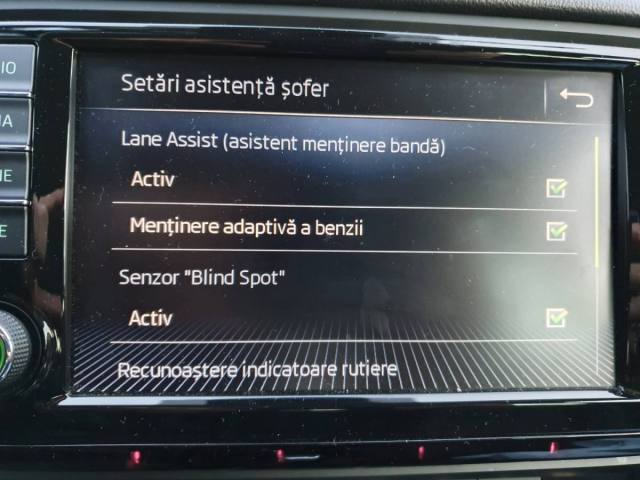 Setări asistență șofer
Lane Assist (asistent menținere bandă)
Activ
Menținere adaptivă a benzii
Senzor "Blind Spot"
Activ
Recunoaștere indicatoare rutiere